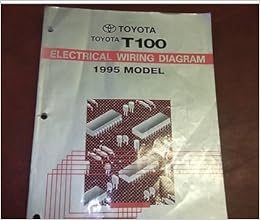 TOYOTA
TOYOTA T100
ELECTRICAL WIRING DIAGRAM
1995 MODEL